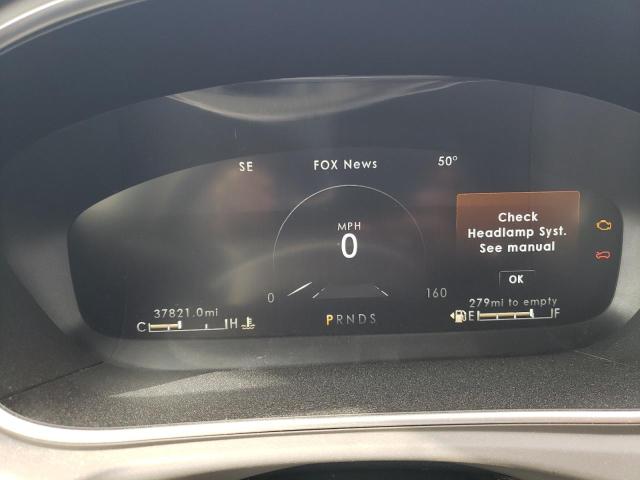 SE FOX News 50°
Check
Headlamp Syst.
See manual
OK
MPH
0
0 160
37821.0mi
279mi to empty
C H
PRNDS
E F